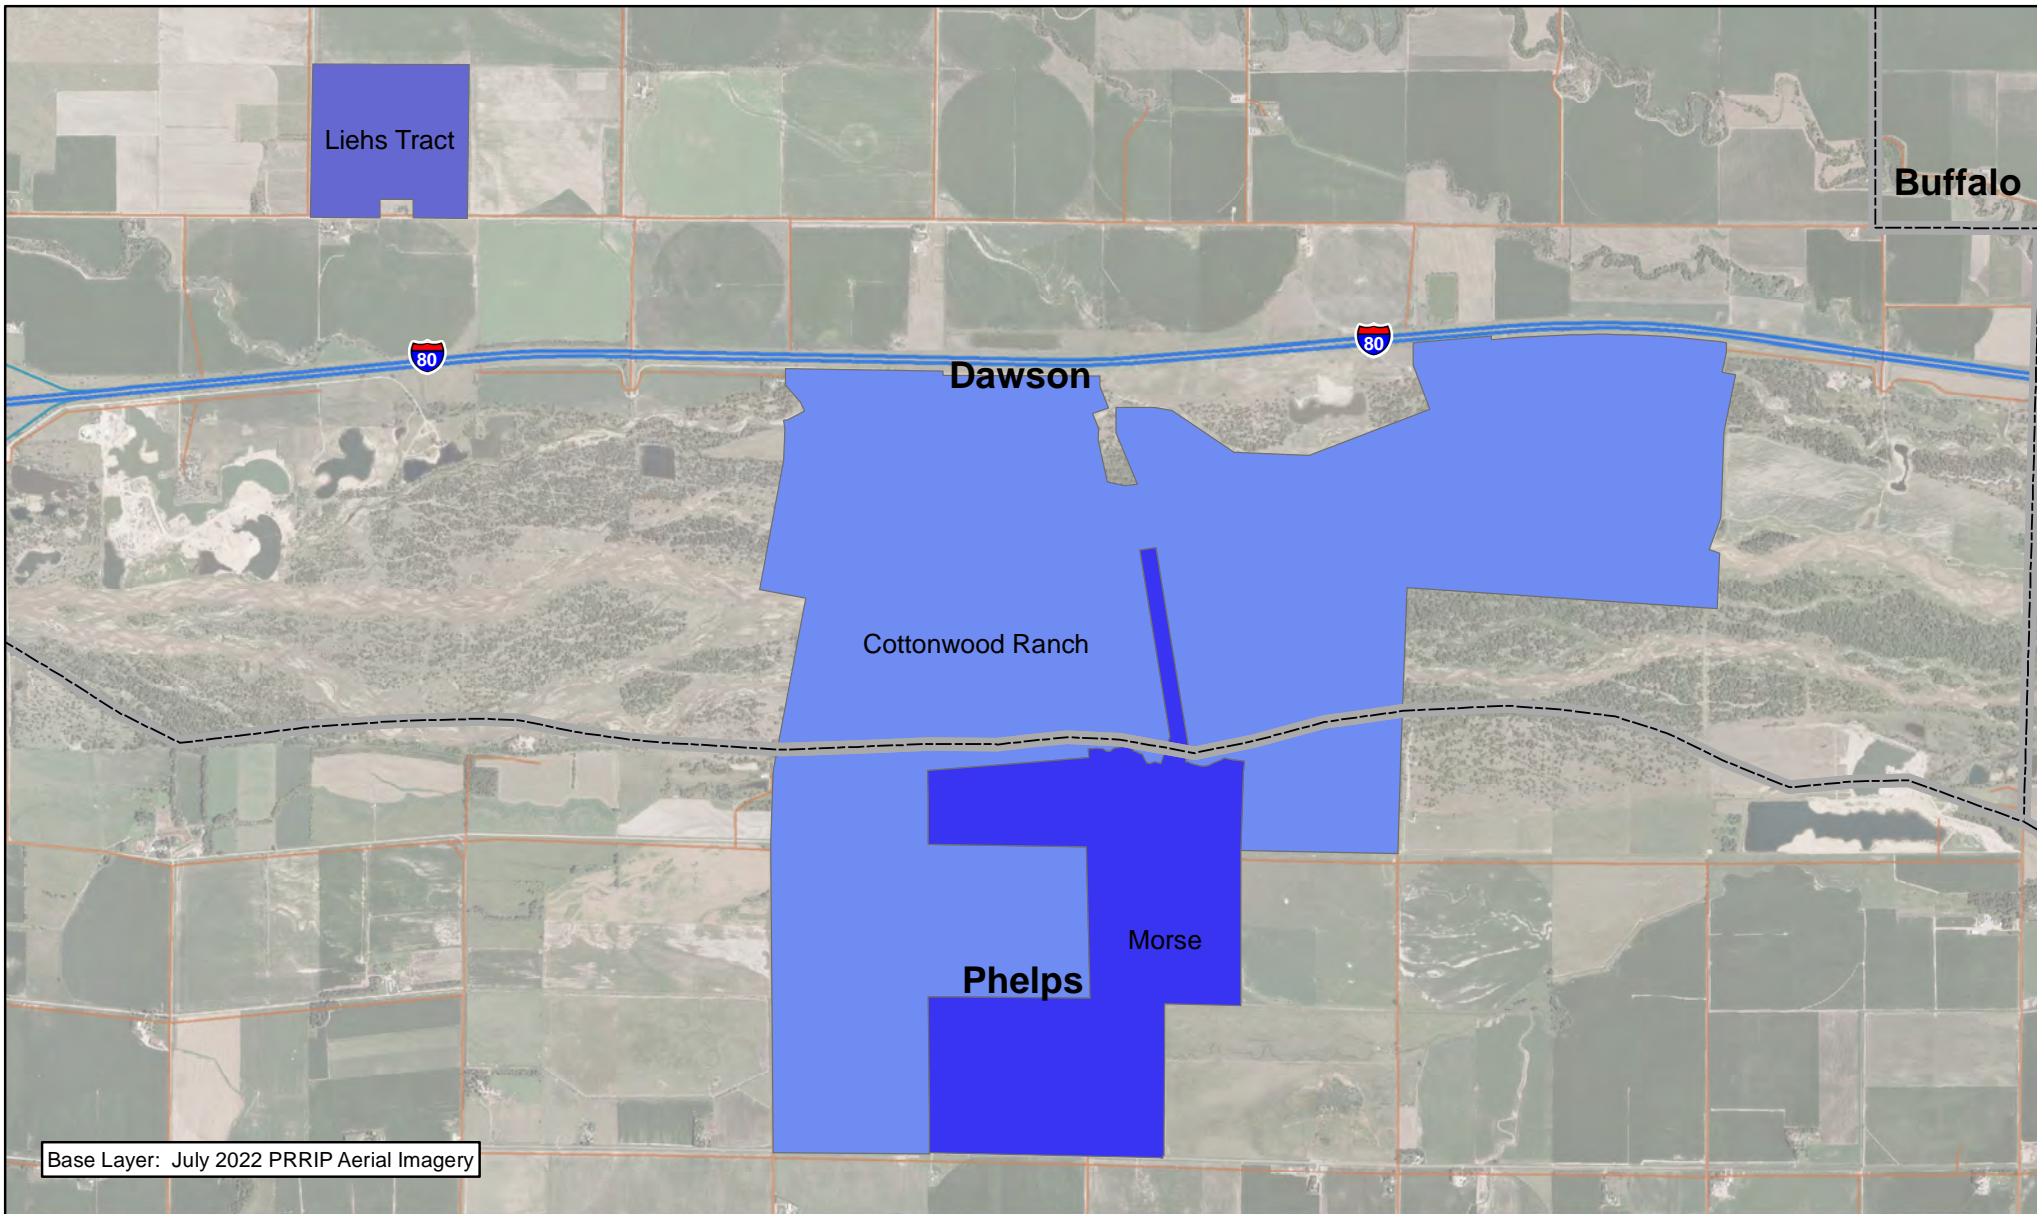 Liehs Tract
Buffalo
80
80
Dawson
Cottonwood Ranch
Morse
Phelps
Base Layer:  July 2022 PRRIP Aerial Imagery